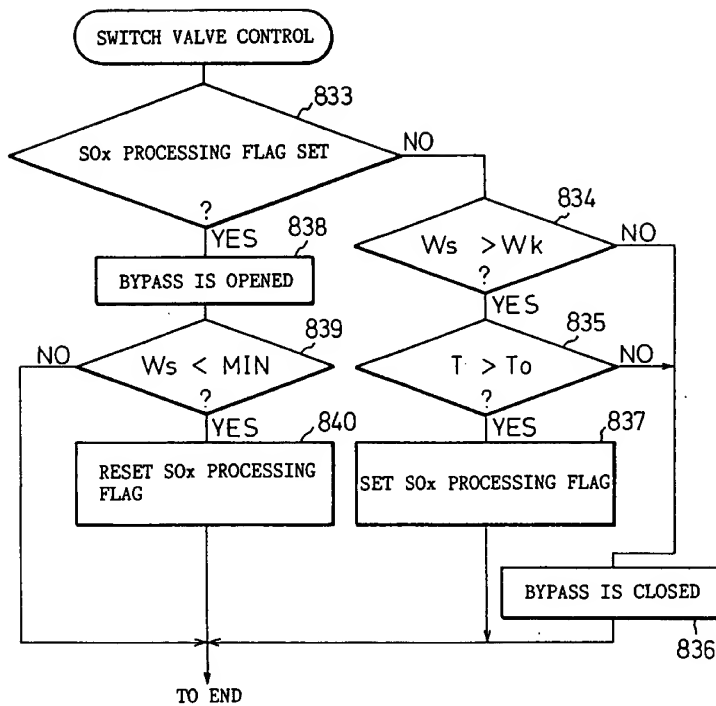 SWITCH VALVE CONTROL
833
SOx PROCESSING FLAG SET
?
NO
YES
834
Ws > Wk
?
NO
YES
838
BYPASS IS OPENED
839
Ws < MIN
?
NO
YES
835
T > To
?
NO
YES
840
RESET SOx PROCESSING
FLAG
837
SET SOx PROCESSING FLAG
BYPASS IS CLOSED
836
TO END